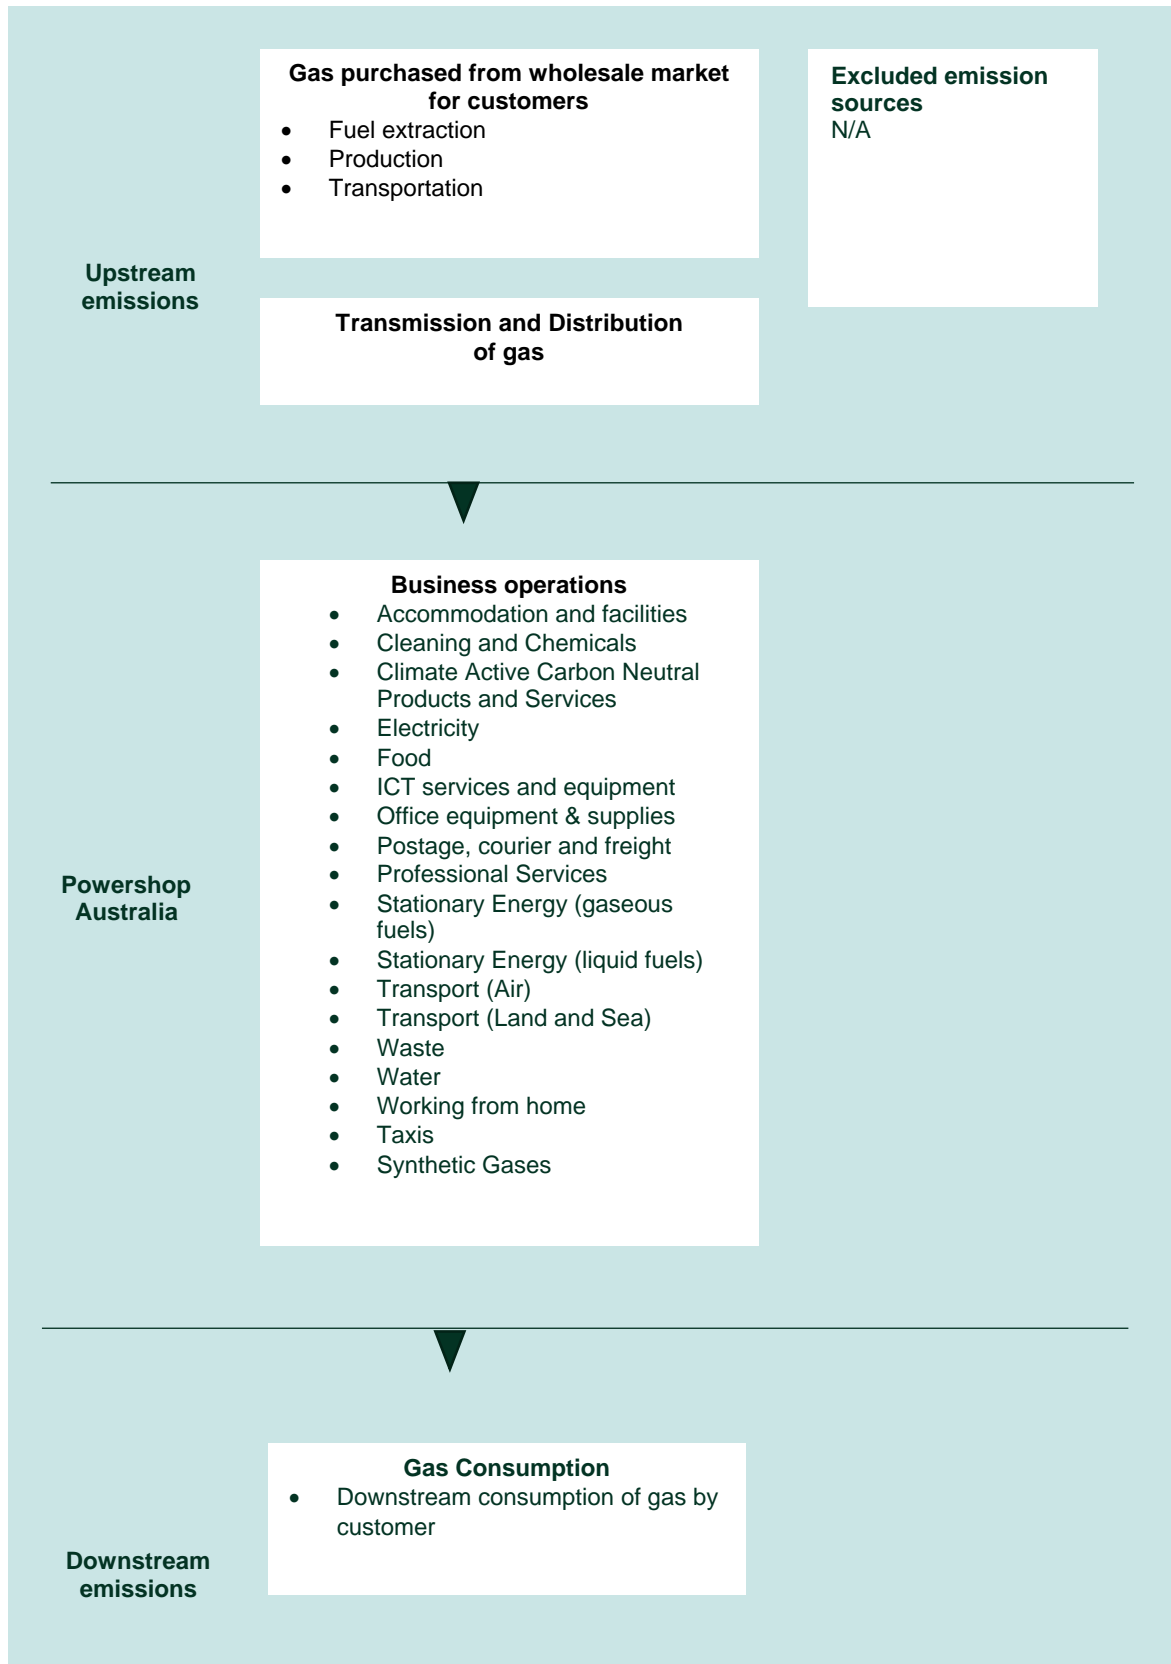 Gas purchased from wholesale market
for customers
• Fuel extraction
• Production
• Transportation
Excluded emission
sources
N/A
Upstream
emissions
Transmission and Distribution
of gas
Business operations
• Accommodation and facilities
• Cleaning and Chemicals
• Climate Active Carbon Neutral
Products and Services
• Electricity
• Food
• ICT services and equipment
• Office equipment & supplies
• Postage, courier and freight
• Professional Services
• Stationary Energy (gaseous
fuels)
• Stationary Energy (liquid fuels)
• Transport (Air)
• Transport (Land and Sea)
• Waste
• Water
• Working from home
• Taxis
• Synthetic Gases
Powershop
Australia
Gas Consumption
• Downstream consumption of gas by
customer
Downstream
emissions